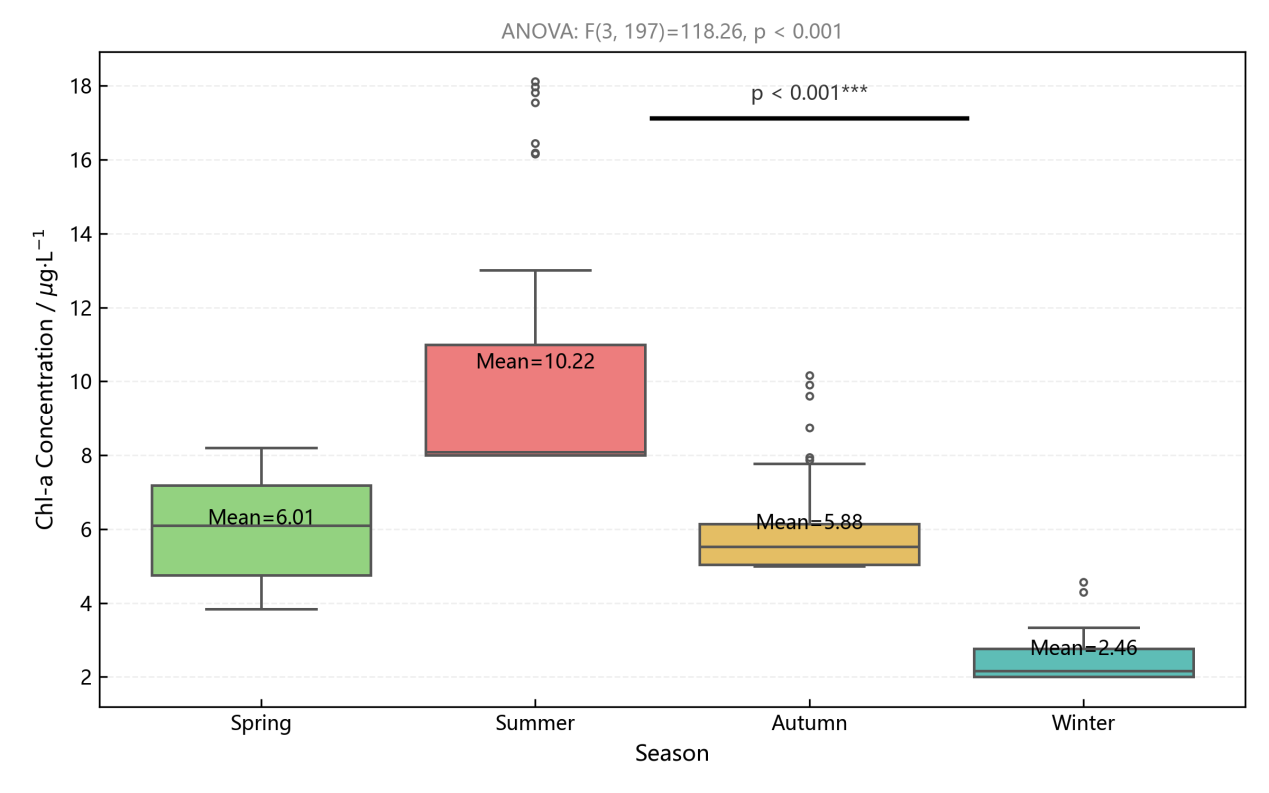 ANOVA: F(3, 197)=118.26, p < 0.001
p < 0.001***
Chl-a Concentration / μg·L⁻¹
18
16
14
12
10
8
6
4
2
Mean=6.01
Mean=10.22
Mean=5.88
Mean=2.46
Spring
Summer
Autumn
Winter
Season